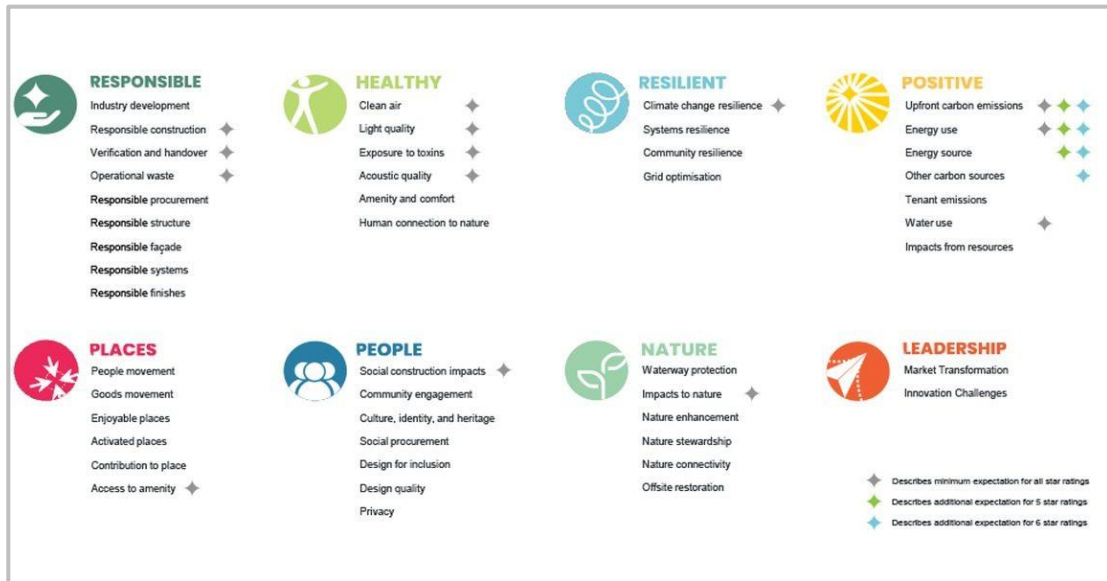 RESPONSIBLE
Industry development
Responsible construction
Verification and handover
Operational waste
Responsible procurement
Responsible structure
Responsible façade
Responsible systems
Responsible finishes
HEALTHY
Clean air
Light quality
Exposure to toxins
Acoustic quality
Amenity and comfort
Human connection to nature
RESILIENT
Climate change resilience
Systems resilience
Community resilience
Grid optimisation
POSITIVE
Upfront carbon emissions
Energy use
Energy source
Other carbon sources
Tenant emissions
Water use
Impacts from resources
PLACES
People movement
Goods movement
Enjoyable places
Activated places
Contribution to place
Access to amenity
PEOPLE
Social construction impacts
Community engagement
Culture, identity, and heritage
Social procurement
Design for inclusion
Design quality
Privacy
NATURE
Waterway protection
Impacts to nature
Nature enhancement
Nature stewardship
Nature connectivity
Offsite restoration
LEADERSHIP
Market Transformation
Innovation Challenges
Describes minimum expectation for all star ratings
Describes additional expectation for 5 star ratings
Describes additional expectation for 6 star ratings